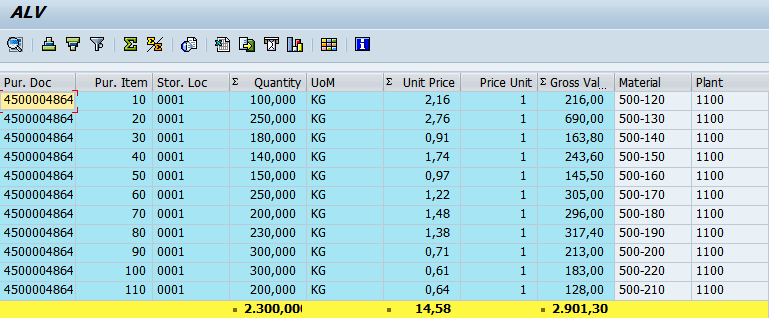 ALV
Pur. Doc Pur. Item Stor. Loc Σ Quantity UoM Σ Unit Price Price Unit Σ Gross Val.. Material Plant
4500004864 10 0001 100,000 KG 2,16 1 216,00 500-120 1100
4500004864 20 0001 250,000 KG 2,76 1 690,00 500-130 1100
4500004864 30 0001 180,000 KG 0,91 1 163,80 500-140 1100
4500004864 40 0001 140,000 KG 1,74 1 243,60 500-150 1100
4500004864 50 0001 150,000 KG 0,97 1 145,50 500-160 1100
4500004864 60 0001 250,000 KG 1,22 1 305,00 500-170 1100
4500004864 70 0001 200,000 KG 1,48 1 296,00 500-180 1100
4500004864 80 0001 230,000 KG 1,38 1 317,40 500-190 1100
4500004864 90 0001 300,000 KG 0,71 1 213,00 500-200 1100
4500004864 100 0001 300,000 KG 0,61 1 183,00 500-220 1100
4500004864 110 0001 200,000 KG 0,64 1 128,00 500-210 1100
2.300,000 14,58 2.901,30